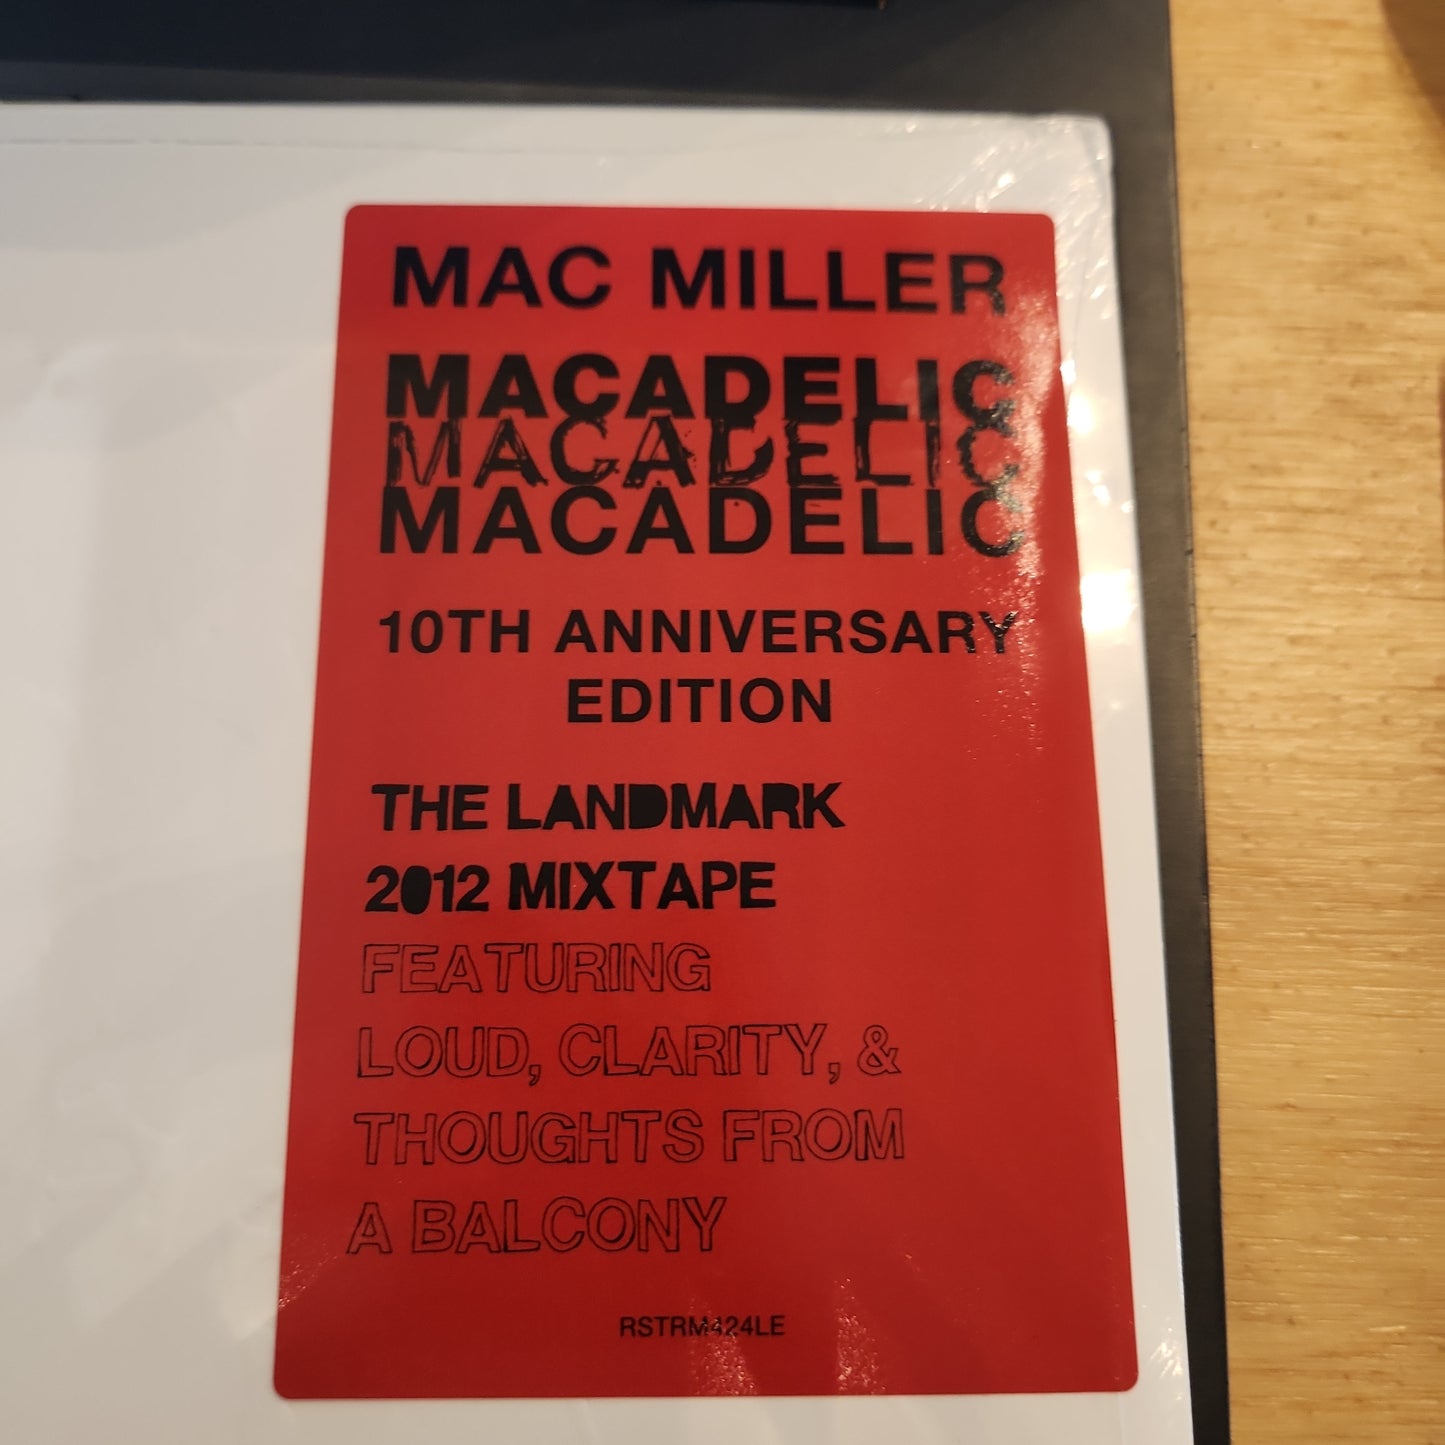 MAC MILLER
MACADELIC
MACADELIC
MACADELIC
10TH ANNIVERSARY
EDITION
THE LANDMARK
2012 MIXTAPE
FEATURING
LOUD, CLARITY, &
THOUGHTS FROM
A BALCONY
RSTRM424LE